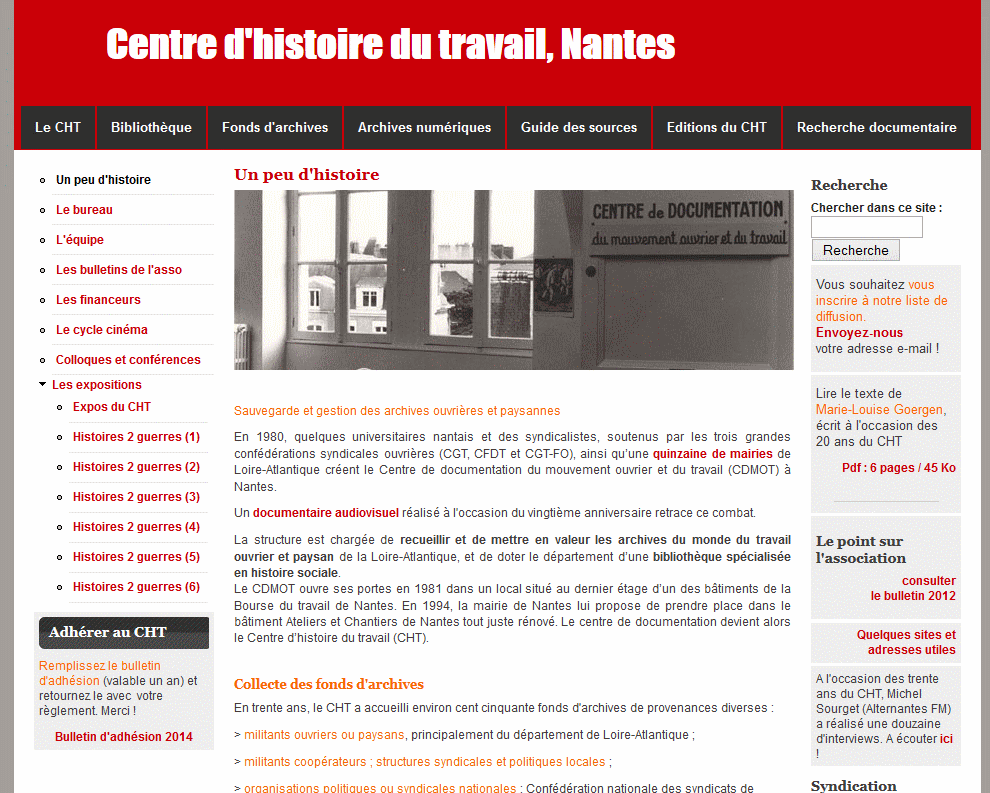 Centre d'histoire du travail, Nantes
Le CHT
Bibliothèque
Fonds d'archives
Archives numériques
Guide des sources
Editions du CHT
Recherche documentaire
Un peu d'histoire
Le bureau
L'équipe
Les bulletins de l'asso
Les financeurs
Le cycle cinéma
Colloques et conférences
Les expositions
Expos du CHT
Histoires 2 guerres (1)
Histoires 2 guerres (2)
Histoires 2 guerres (3)
Histoires 2 guerres (4)
Histoires 2 guerres (5)
Histoires 2 guerres (6)
Adhérer au CHT
Remplissez le bulletin
d'adhésion (valable un an) et
retournez le avec votre
règlement. Merci !
Bulletin d'adhésion 2014
Un peu d'histoire
CENTRE de DOCUMENTATION
du mouvement ouvrier et du travail
Sauvegarde et gestion des archives ouvrières et paysannes
En 1980, quelques universitaires nantais et des syndicalistes, soutenus par les trois grandes
confédérations syndicales ouvrières (CGT, CFDT et CGT-FO), ainsi qu'une quinzaine de mairies de
Loire-Atlantique créent le Centre de documentation du mouvement ouvrier et du travail (CDMOT) à
Nantes.
Un documentaire audiovisuel réalisé à l'occasion du vingtième anniversaire retrace ce combat.
La structure est chargée de recueillir et de mettre en valeur les archives du monde du travail
ouvrier et paysan de la Loire-Atlantique, et de doter le département d'une bibliothèque spécialisée
en histoire sociale.
Le CDMOT ouvre ses portes en 1981 dans un local situé au dernier étage d'un des bâtiments de la
Bourse du travail de Nantes. En 1994, la mairie de Nantes lui propose de prendre place dans le
bâtiment Ateliers et Chantiers de Nantes tout juste rénové. Le centre de documentation devient alors
le Centre d'histoire du travail (CHT).
Collecte des fonds d'archives
En trente ans, le CHT a accueilli environ cent cinquante fonds d'archives de provenances diverses :
> militants ouvriers ou paysans, principalement du département de Loire-Atlantique ;
> militants coopérateurs ; structures syndicales et politiques locales ;
> organisations politiques ou syndicales nationales : Confédération nationale des syndicats de
Recherche
Chercher dans ce site :
Recherche
Vous souhaitez vous
inscrire à notre liste de
diffusion.
Envoyez-nous
votre adresse e-mail !
Lire le texte de
Marie-Louise Goergen,
écrit à l'occasion des
20 ans du CHT
Pdf : 6 pages / 45 Ko
Le point sur
l'association
consulter
le bulletin 2012
Quelques sites et
adresses utiles
A l'occasion des trente
ans du CHT, Michel
Sourget (Alternantes FM)
a réalisé une douzaine
d'interviews. A écouter ici
!
Syndication